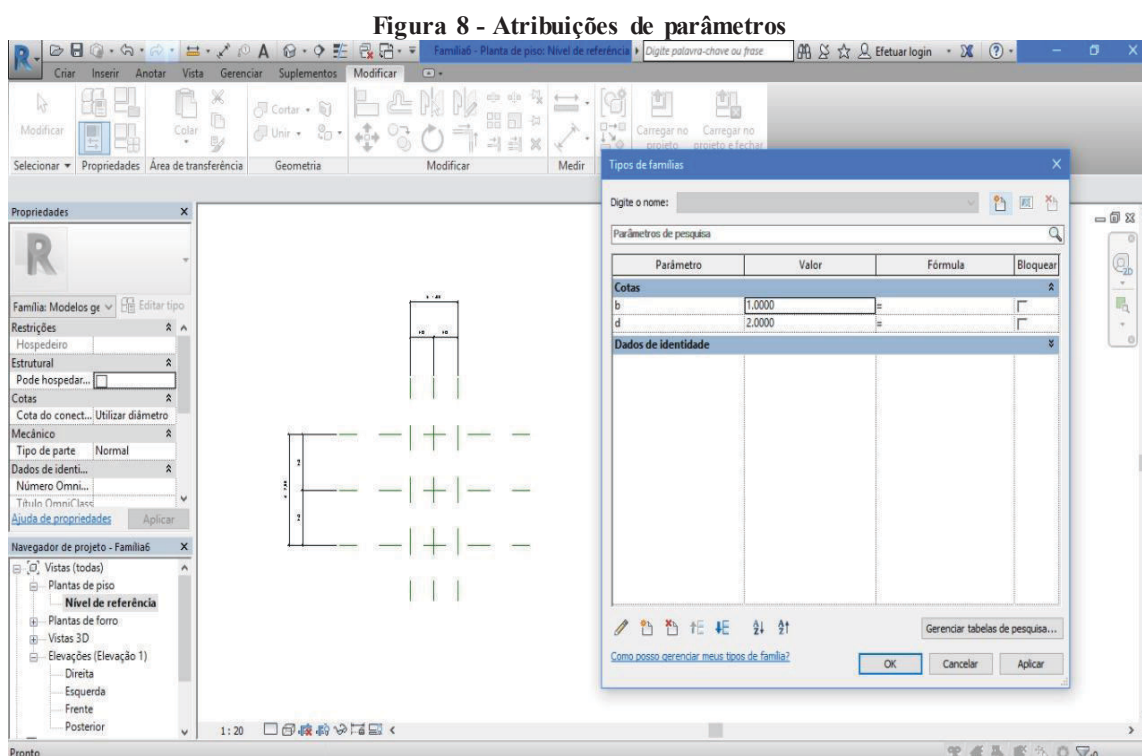 Figura 8 - Atribuições de parâmetros
Família6 - Planta de piso: Nível de referência
Digite palavra-chave ou frase
Efetuar login
Criar Inserir Anotar Vista Gerenciar Suplementos Modificar
Modificar
Colar
Cortar
Unir
Carregar no projeto
Carregar no projeto e fechar
Selecionar Propriedades Área de transferência Geometria Modificar Medir
Propriedades
Família: Modelos ge
Editar tipo
Restrições
Hospedeiro
Estrutural
Pode hospedar...
Cotas
Cota do conect... Utilizar diâmetro
Mecânico
Tipo de parte Normal
Dados de identi...
Número Omni...
Título OmniClass
Ajuda de propriedades Aplicar
Navegador de projeto - Família6
Vistas (todas)
Plantas de piso
Nível de referência
Plantas de forro
Vistas 3D
Elevações (Elevação 1)
Direita
Esquerda
Frente
Posterior
1 : 20
Pronto
Tipos de famílias
Digite o nome:
Parâmetros de pesquisa
Parâmetro Valor Fórmula Bloquear
Cotas
b 1.0000 =
d 2.0000 =
Dados de identidade
Gerenciar tabelas de pesquisa...
Como posso gerenciar meus tipos de família?
OK Cancelar Aplicar